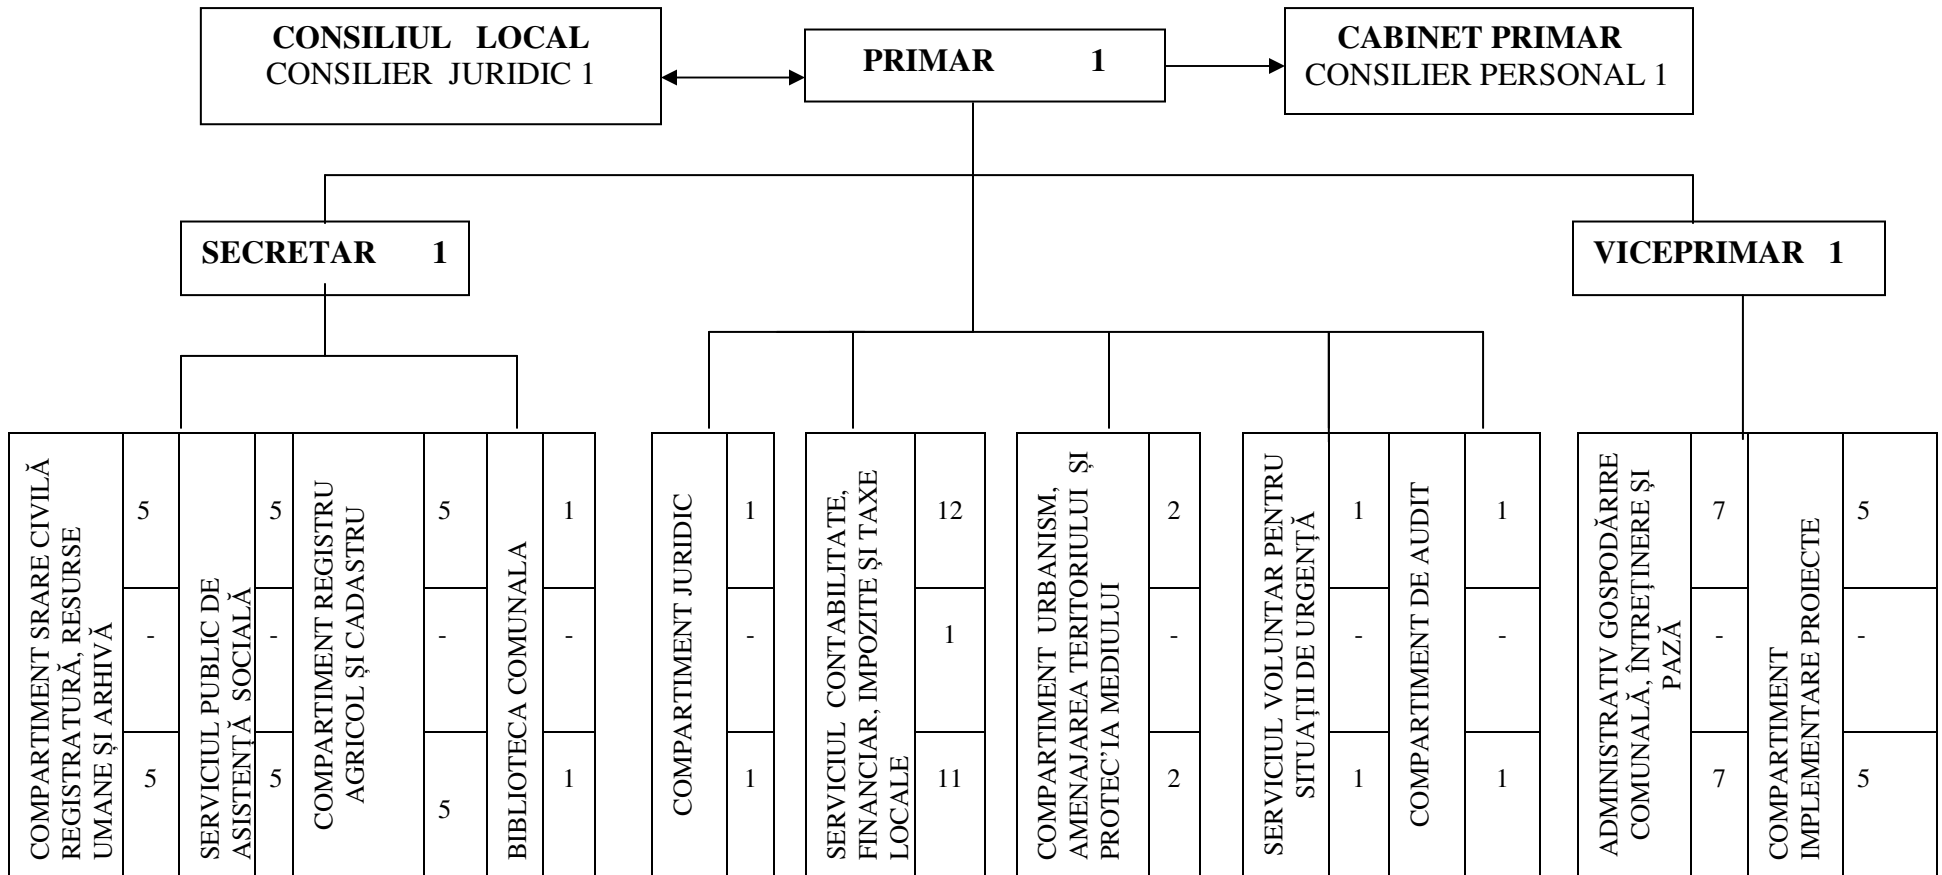 CONSILIUL LOCAL
CONSILIER JURIDIC 1
PRIMAR 1
CABINET PRIMAR
CONSILIER PERSONAL 1
SECRETAR 1
VICEPRIMAR 1
COMPARTIMENT SRARE CIVILĂ
REGISTRATURĂ, RESURSE
UMANE ȘI ARHIVĂ
5
-
5
SERVICIUL PUBLIC DE
ASISTENȚĂ SOCIALĂ
5
-
5
COMPARTIMENT REGISTRU
AGRICOL ȘI CADASTRU
5
-
5
BIBLIOTECA COMUNALA
1
-
1
COMPARTIMENT JURIDIC
1
-
1
SERVICIUL CONTABILITATE,
FINANCIAR, IMPOZITE ȘI TAXE
LOCALE
12
1
11
COMPARTIMENT URBANISM,
AMENAJAREA TERITORIULUI ȘI
PROTEC'IA MEDIULUI
2
-
2
SERVICIUL VOLUNTAR PENTRU
SITUAȚII DE URGENȚĂ
1
-
1
COMPARTIMENT DE AUDIT
1
-
1
ADMINISTRATIV GOSPODĂRIRE
COMUNALĂ, ÎNTREȚINERE ȘI
PAZĂ
7
-
7
COMPARTIMENT
IMPLEMENTARE PROIECTE
5
-
5